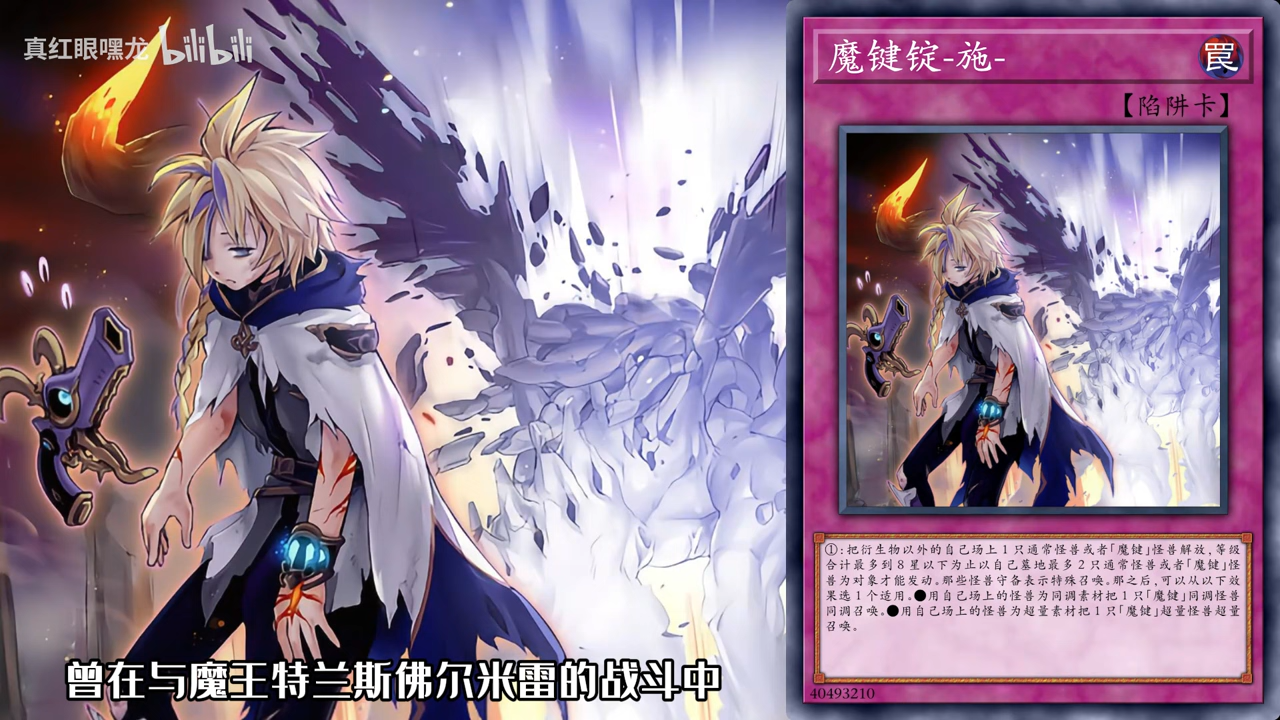 真红眼嘿龙 bilibili
魔键锭-施-
罠
【陷阱卡】
①:把衍生物以外的自己场上1只通常怪兽或者「魔键」怪兽解放,等级
合计最多到8星以下为止以自己墓地最多2只通常怪兽或者「魔键」怪
兽为对象才能发动。那些怪兽守备表示特殊召唤。那之后,可以从以下效
果选1个适用。●用自己场上的怪兽为同调素材把1只「魔键」同调怪兽
同调召唤。●用自己场上的怪兽为超量素材把1只「魔键」超量怪兽超量
召唤。
40493210
曾在与魔王特兰斯佛尔米雷的战斗中